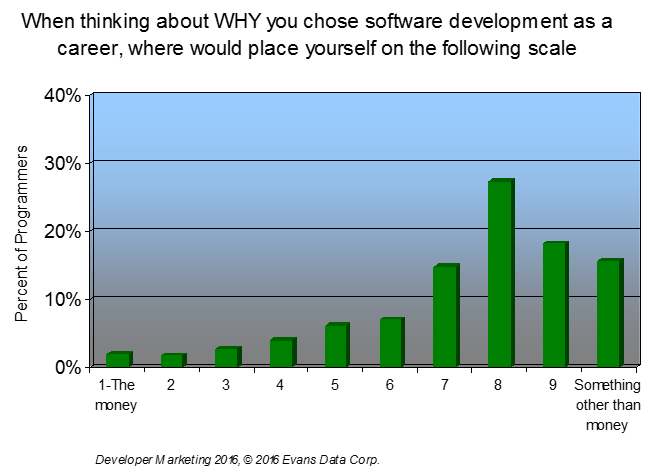 When thinking about WHY you chose software development as a
career, where would place yourself on the following scale
40%
30%
20%
10%
0%
Percent of Programmers
1-The
money
2
3
4
5
6
7
8
9
Something
other than
money
Developer Marketing 2016, © 2016 Evans Data Corp.